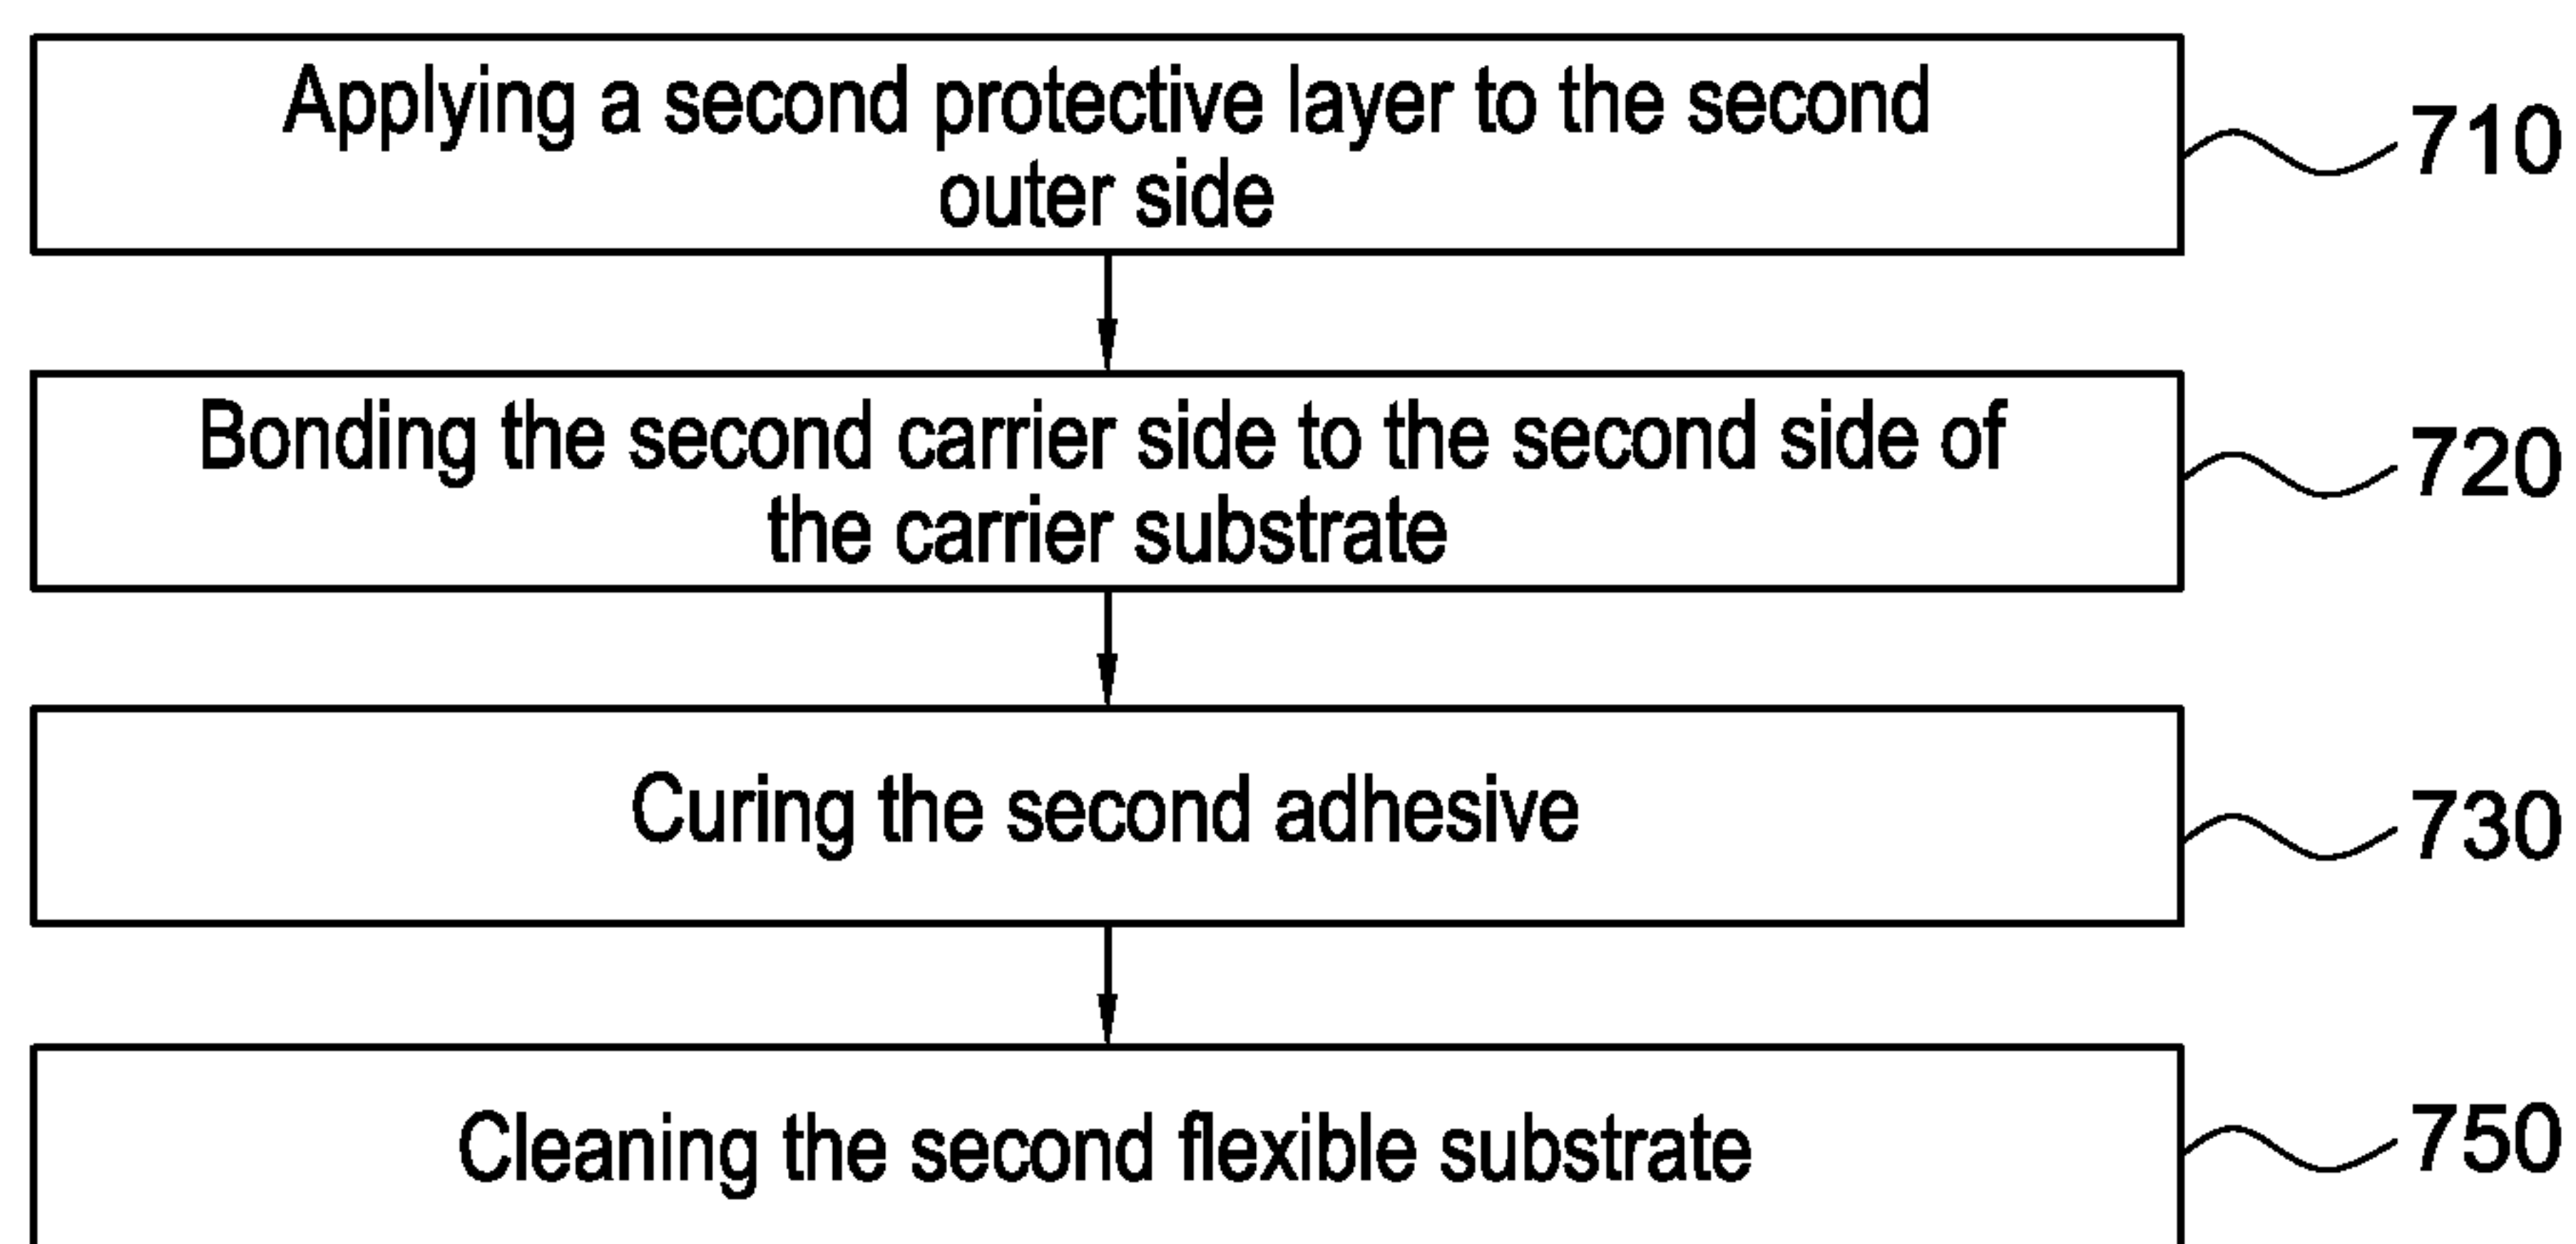 Applying a second protective layer to the second
outer side
710
Bonding the second carrier side to the second side of
the carrier substrate
720
Curing the second adhesive
730
Cleaning the second flexible substrate
750